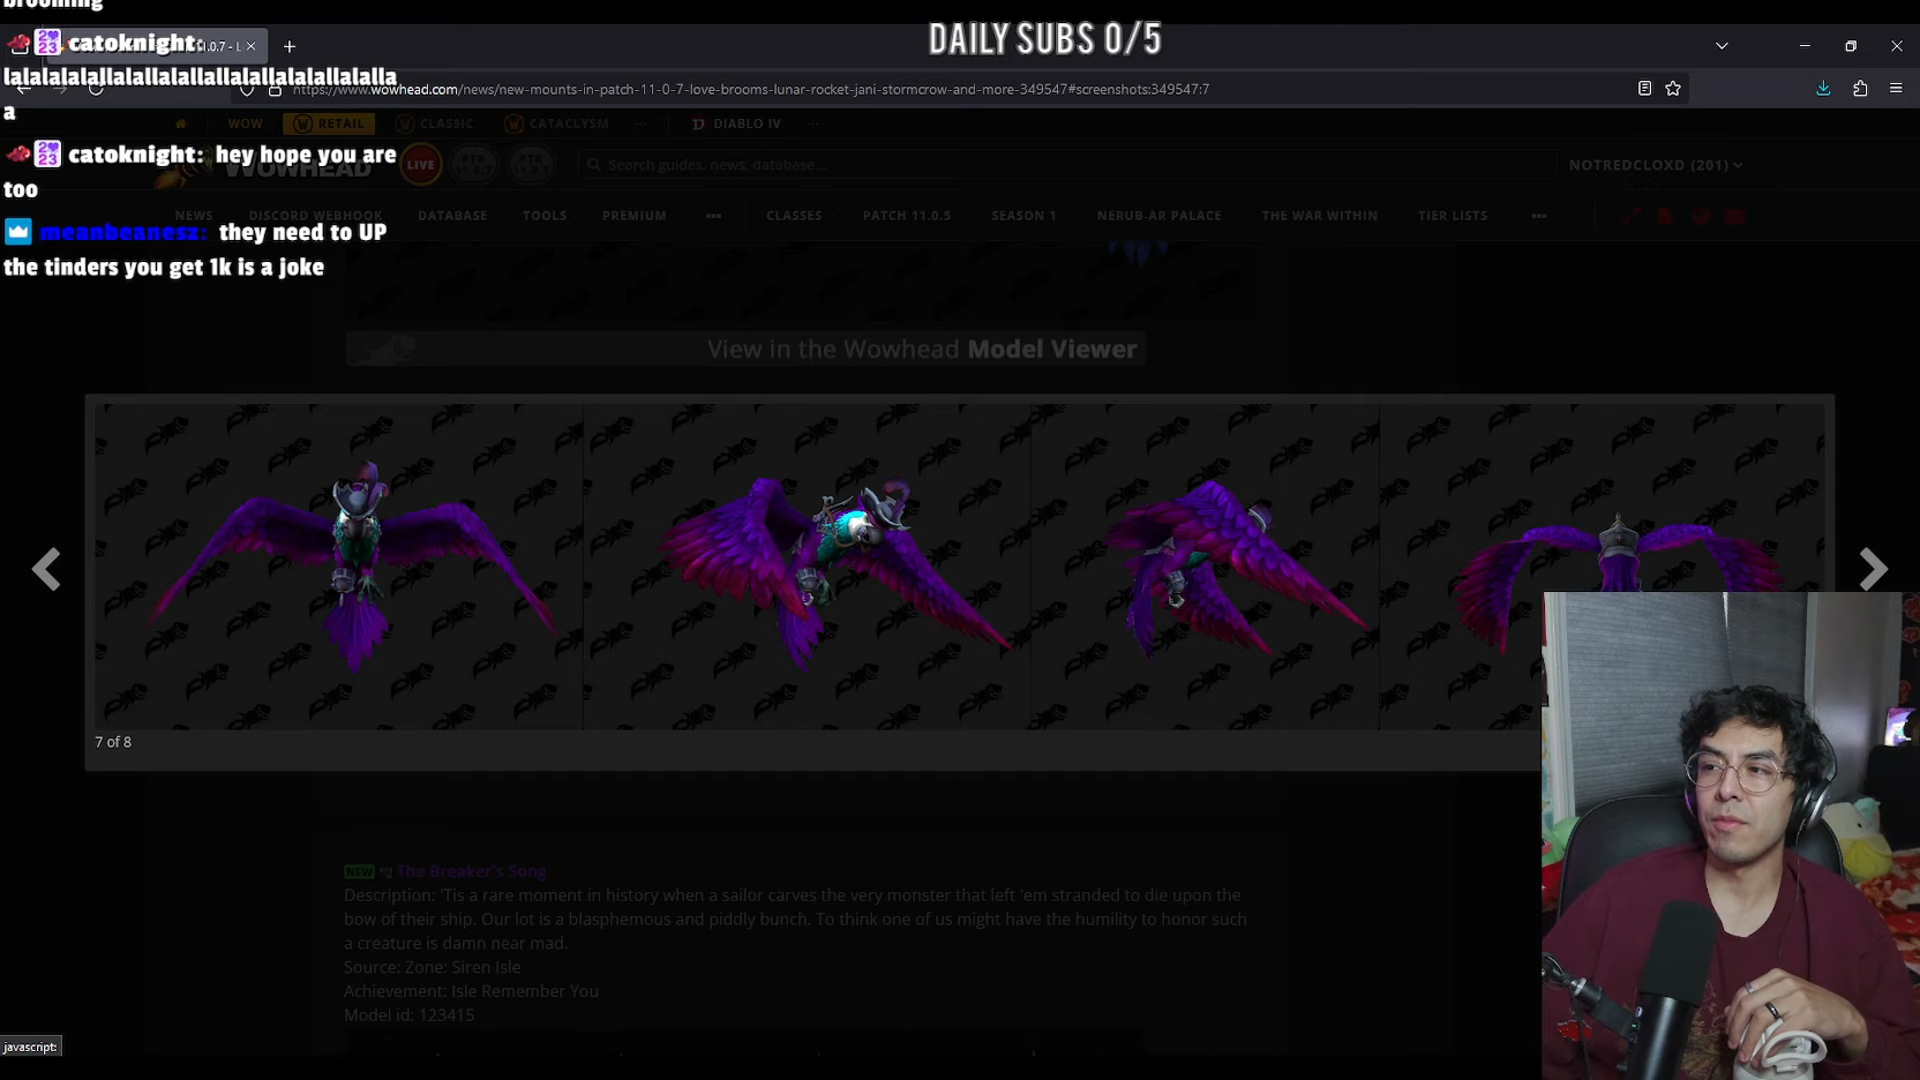 brooming
DAILY SUBS 0/5
catoknight:
.0.7 - L
lalalalalallalalallalallallalallalalallalalla
a
https://www.wowhead.com/news/new-mounts-in-patch-11-0-7-love-brooms-lunar-rocket-jani-stormcrow-and-more-349547#screenshots:349547:7
WOW
RETAIL
CLASSIC
CATACLYSM
DIABLO IV
catoknight: hey hope you are
too
WOWHEAD
LIVE
PTR
PTR
Search guides, news, database...
NOTREDCLOXD (201)
NEWS
DISCORD WEBHOOK
DATABASE
TOOLS
PREMIUM
CLASSES
PATCH 11.0.5
SEASON 1
NERUB-AR PALACE
THE WAR WITHIN
TIER LISTS
meanbeanesz: they need to UP
the tinders you get 1k is a joke
View in the Wowhead Model Viewer
7 of 8
NEW The Breaker's Song
Description: 'Tis a rare moment in history when a sailor carves the very monster that left 'em stranded to die upon the
bow of their ship. Our lot is a blasphemous and piddly bunch. To think one of us might have the humility to honor such
a creature is damn near mad.
Source: Zone: Siren Isle
Achievement: Isle Remember You
Model id: 123415
javascript: